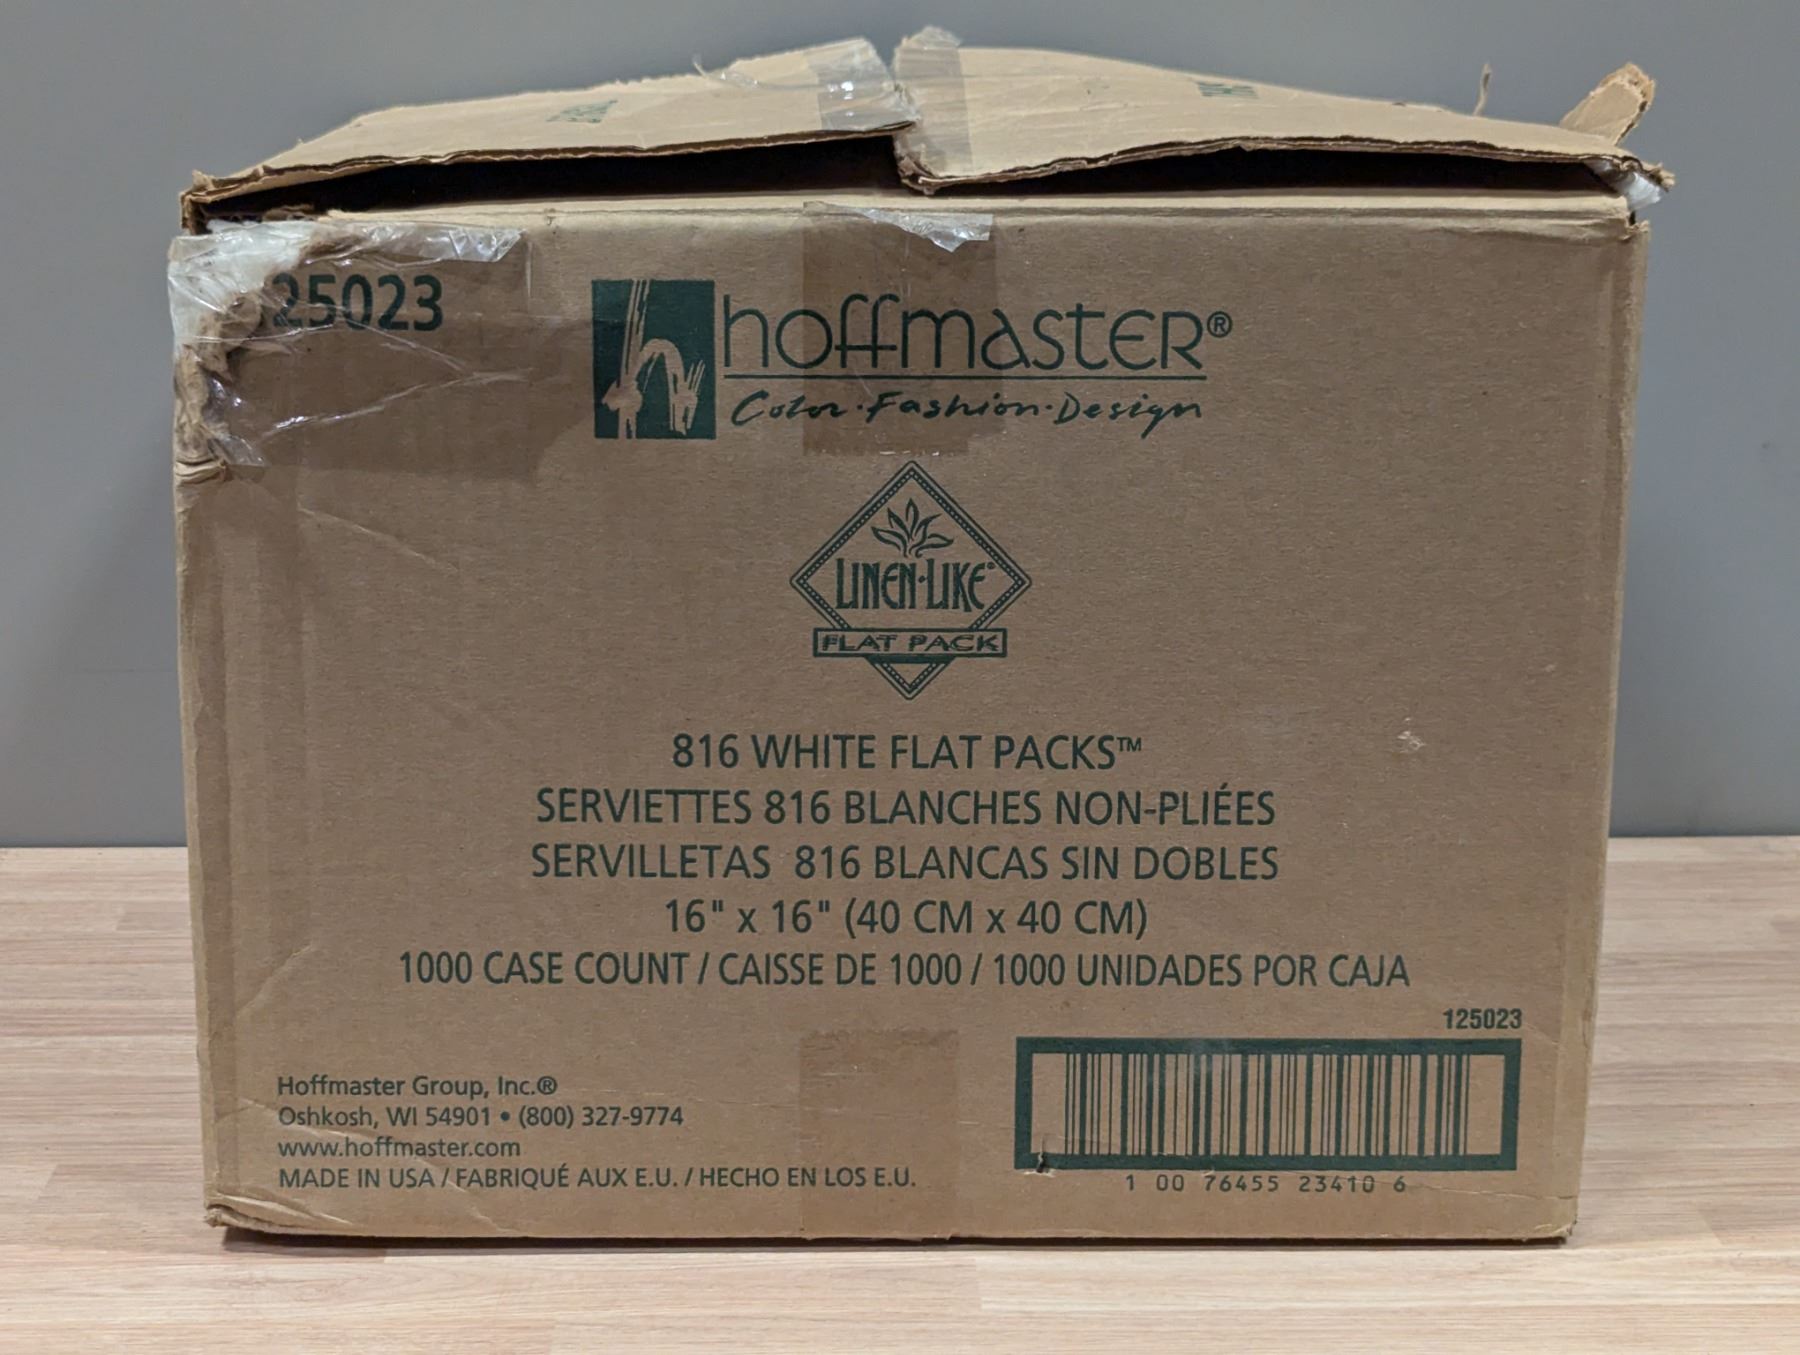 25023
hoffmaster®
Color·Fashion·Design
LINEN·LIKE®
FLAT PACK
816 WHITE FLAT PACKS™
SERVIETTES 816 BLANCHES NON-PLIÉES
SERVILLETAS 816 BLANCAS SIN DOBLES
16" x 16" (40 CM x 40 CM)
1000 CASE COUNT / CAISSE DE 1000 / 1000 UNIDADES POR CAJA
125023
Hoffmaster Group, Inc.®
Oshkosh, WI 54901 • (800) 327-9774
www.hoffmaster.com
MADE IN USA / FABRIQUÉ AUX E.U. / HECHO EN LOS E.U.
1 00 76455 23410 6